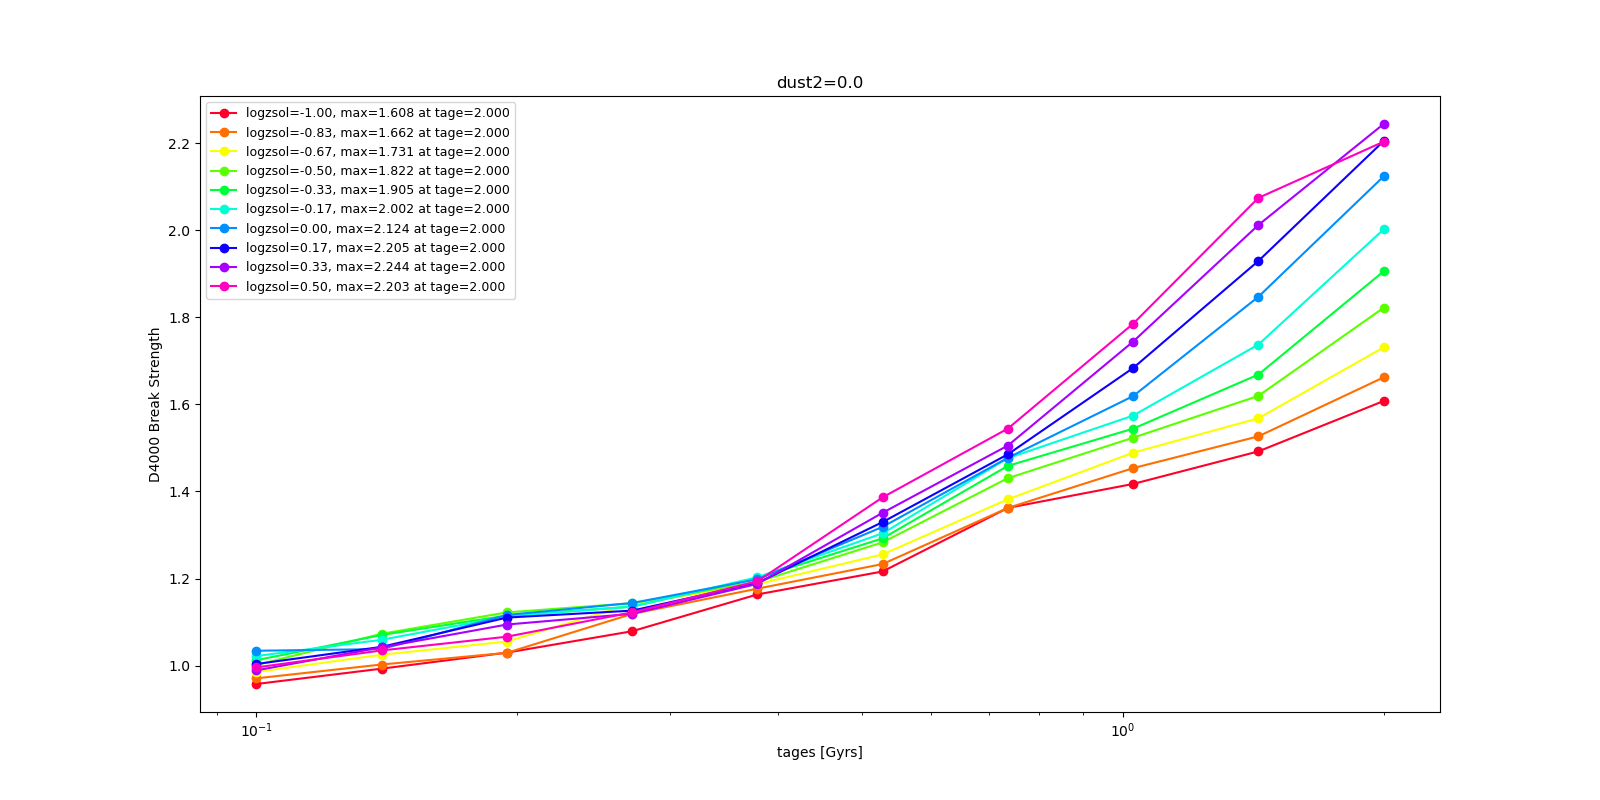 dust2=0.0
logzsol=-1.00, max=1.608 at tage=2.000
logzsol=-0.83, max=1.662 at tage=2.000
logzsol=-0.67, max=1.731 at tage=2.000
logzsol=-0.50, max=1.822 at tage=2.000
logzsol=-0.33, max=1.905 at tage=2.000
logzsol=-0.17, max=2.002 at tage=2.000
logzsol=0.00, max=2.124 at tage=2.000
logzsol=0.17, max=2.205 at tage=2.000
logzsol=0.33, max=2.244 at tage=2.000
logzsol=0.50, max=2.203 at tage=2.000
D4000 Break Strength
2.2
2.0
1.8
1.6
1.4
1.2
1.0
10⁻¹ 10⁰
tages [Gyrs]